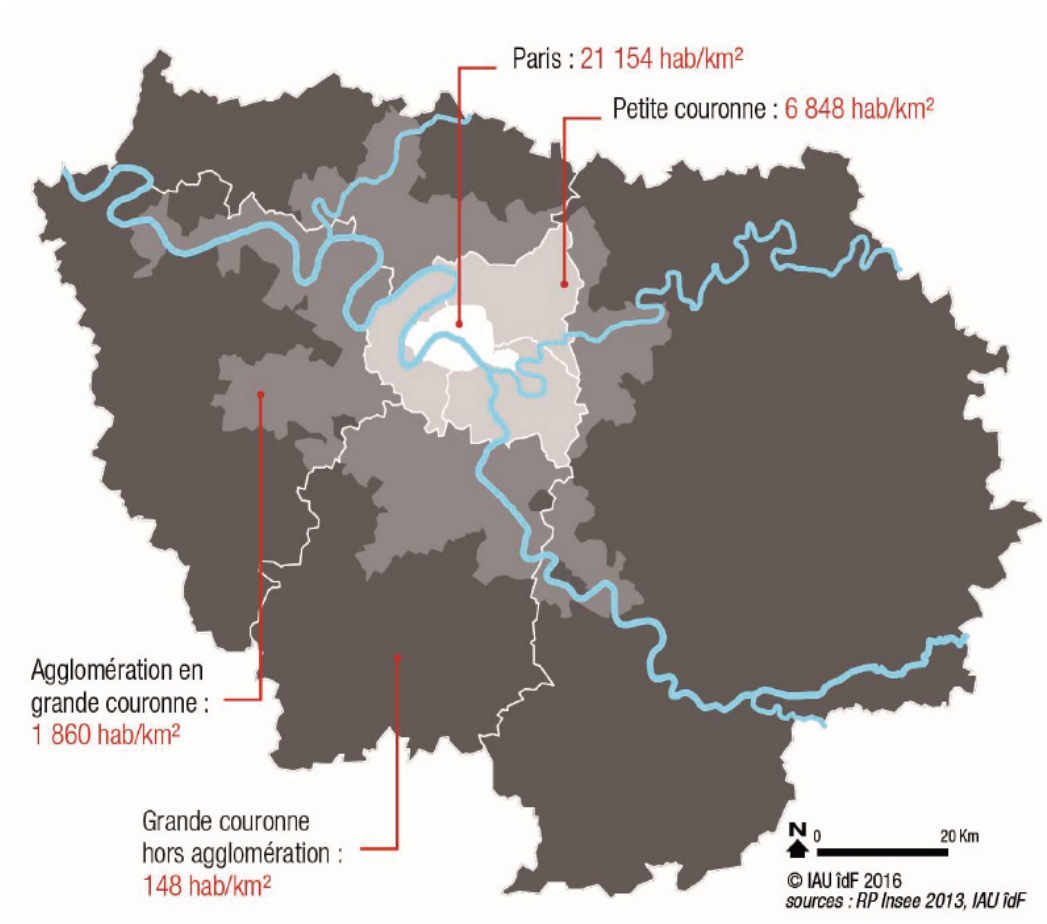 Paris : 21 154 hab/km²
Petite couronne : 6 848 hab/km²
Agglomération en
grande couronne :
1 860 hab/km²
Grande couronne
hors agglomération :
148 hab/km²
N 0 20 Km
© IAU îdF 2016
sources : RP Insee 2013, IAU îdF